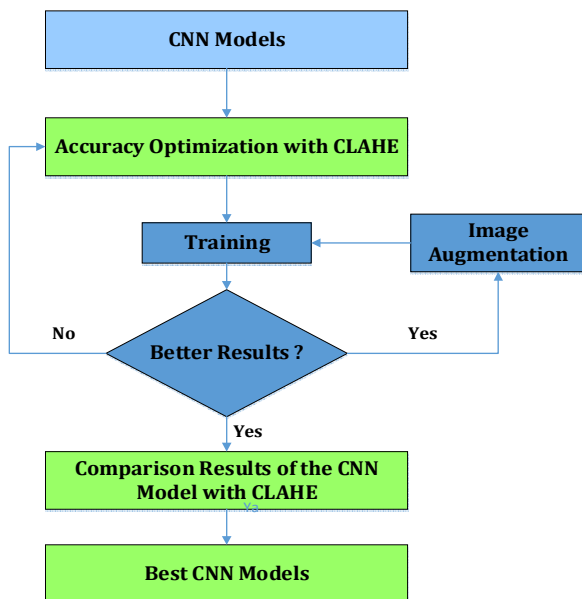 CNN Models
Accuracy Optimization with CLAHE
Training
Image
Augmentation
No
Better Results ?
Yes
Yes
Comparison Results of the CNN
Model with CLAHE
Best CNN Models